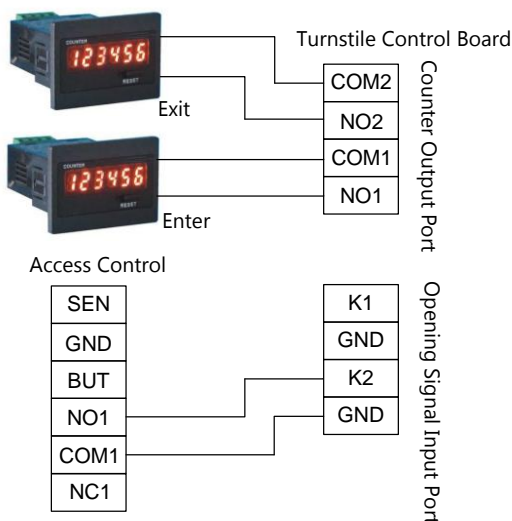 Turnstile Control Board
COUNTER
123456
RESET
Exit
COUNTER
123456
RESET
Enter
COM2
NO2
COM1
NO1
Counter Output Port
Access Control
SEN
GND
BUT
NO1
COM1
NC1
K1
GND
K2
GND
Opening Signal Input Port